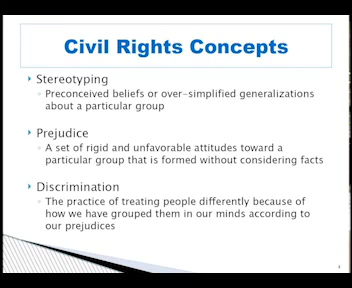 Civil Rights Concepts
Stereotyping
Preconceived beliefs or over-simplified generalizations
about a particular group
Prejudice
A set of rigid and unfavorable attitudes toward a
particular group that is formed without considering facts
Discrimination
The practice of treating people differently because of
how we have grouped them in our minds according to
our prejudices